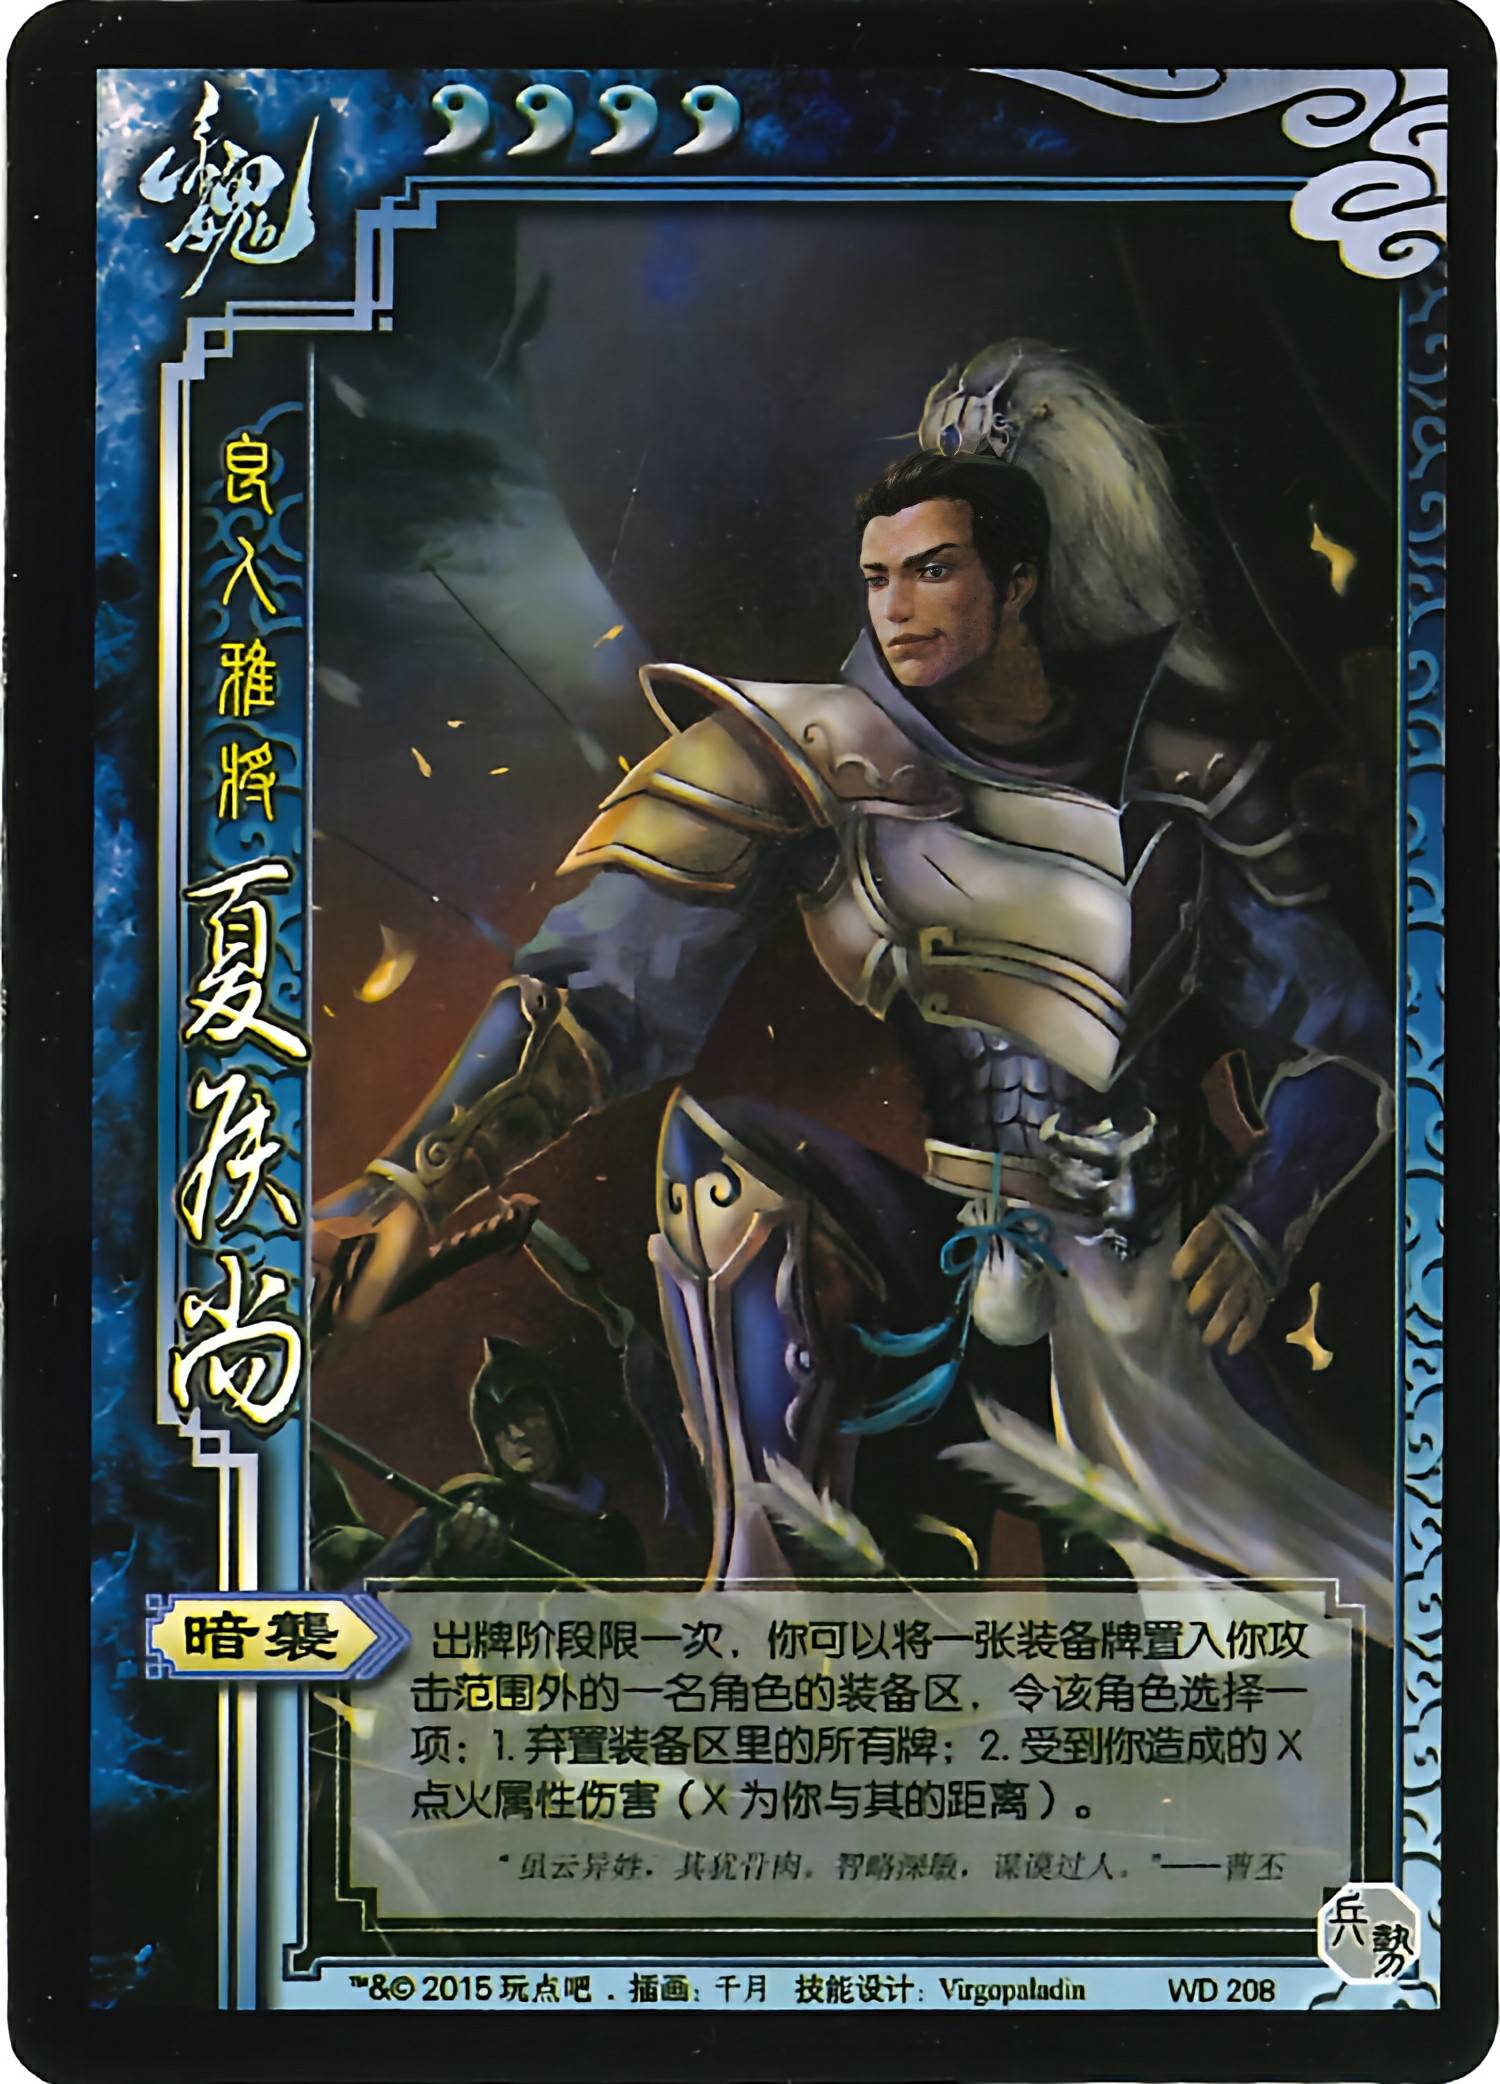 魏
良人雅将
夏侯尚
暗襲
出牌阶段限一次，你可以将一张装备牌置入你攻
击范围外的一名角色的装备区，令该角色选择一
项：1. 弃置装备区里的所有牌；2. 受到你造成的 X
点火属性伤害（X 为你与其的距离）。
“虽云异姓，其犹骨肉。智略深敏，谋谟过人。”——曹丕
兵
勢
™&© 2015 玩点吧 . 插画：千月 技能设计：Virgopaladin WD 208